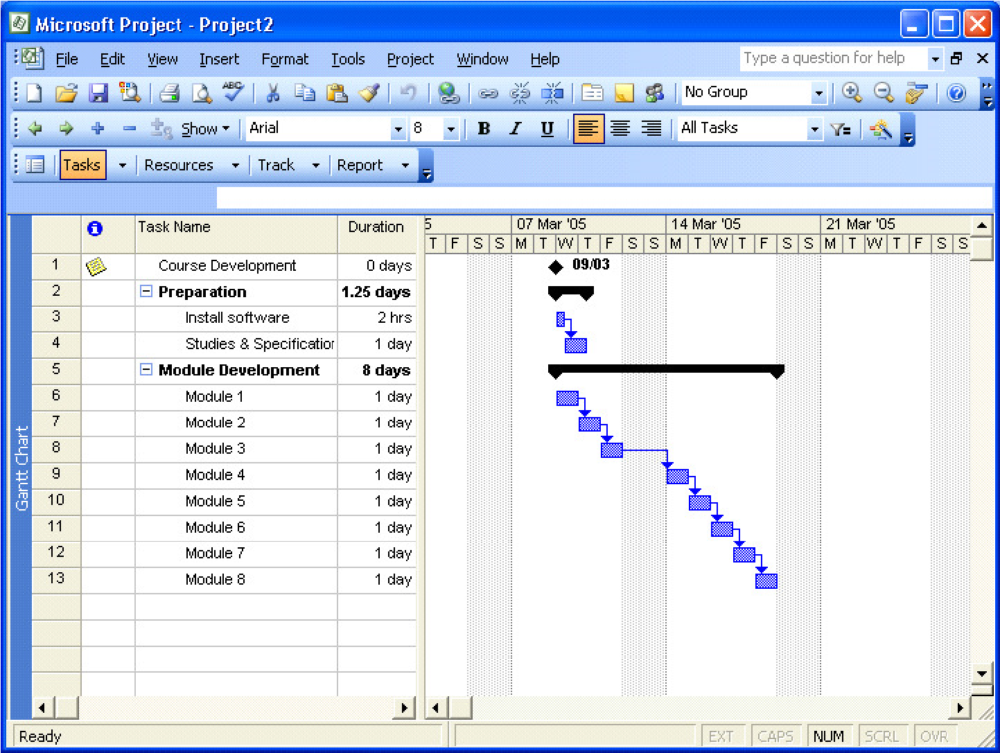 Microsoft Project - Project2
File Edit View Insert Format Tools Project Window Help Type a question for help
ABC No Group
Show Arial 8 B I U All Tasks
Tasks Resources Track Report
Task Name Duration 5 07 Mar '05 14 Mar '05 21 Mar '05
T F S S M T W T F S S M T W T F S S M T W T F S S
1 Course Development 0 days 09/03
2 Preparation 1.25 days
3 Install software 2 hrs
4 Studies & Specification 1 day
5 Module Development 8 days
6 Module 1 1 day
7 Module 2 1 day
8 Module 3 1 day
9 Module 4 1 day
10 Module 5 1 day
11 Module 6 1 day
12 Module 7 1 day
13 Module 8 1 day
Gantt Chart
Ready EXT CAPS NUM SCRL OVR